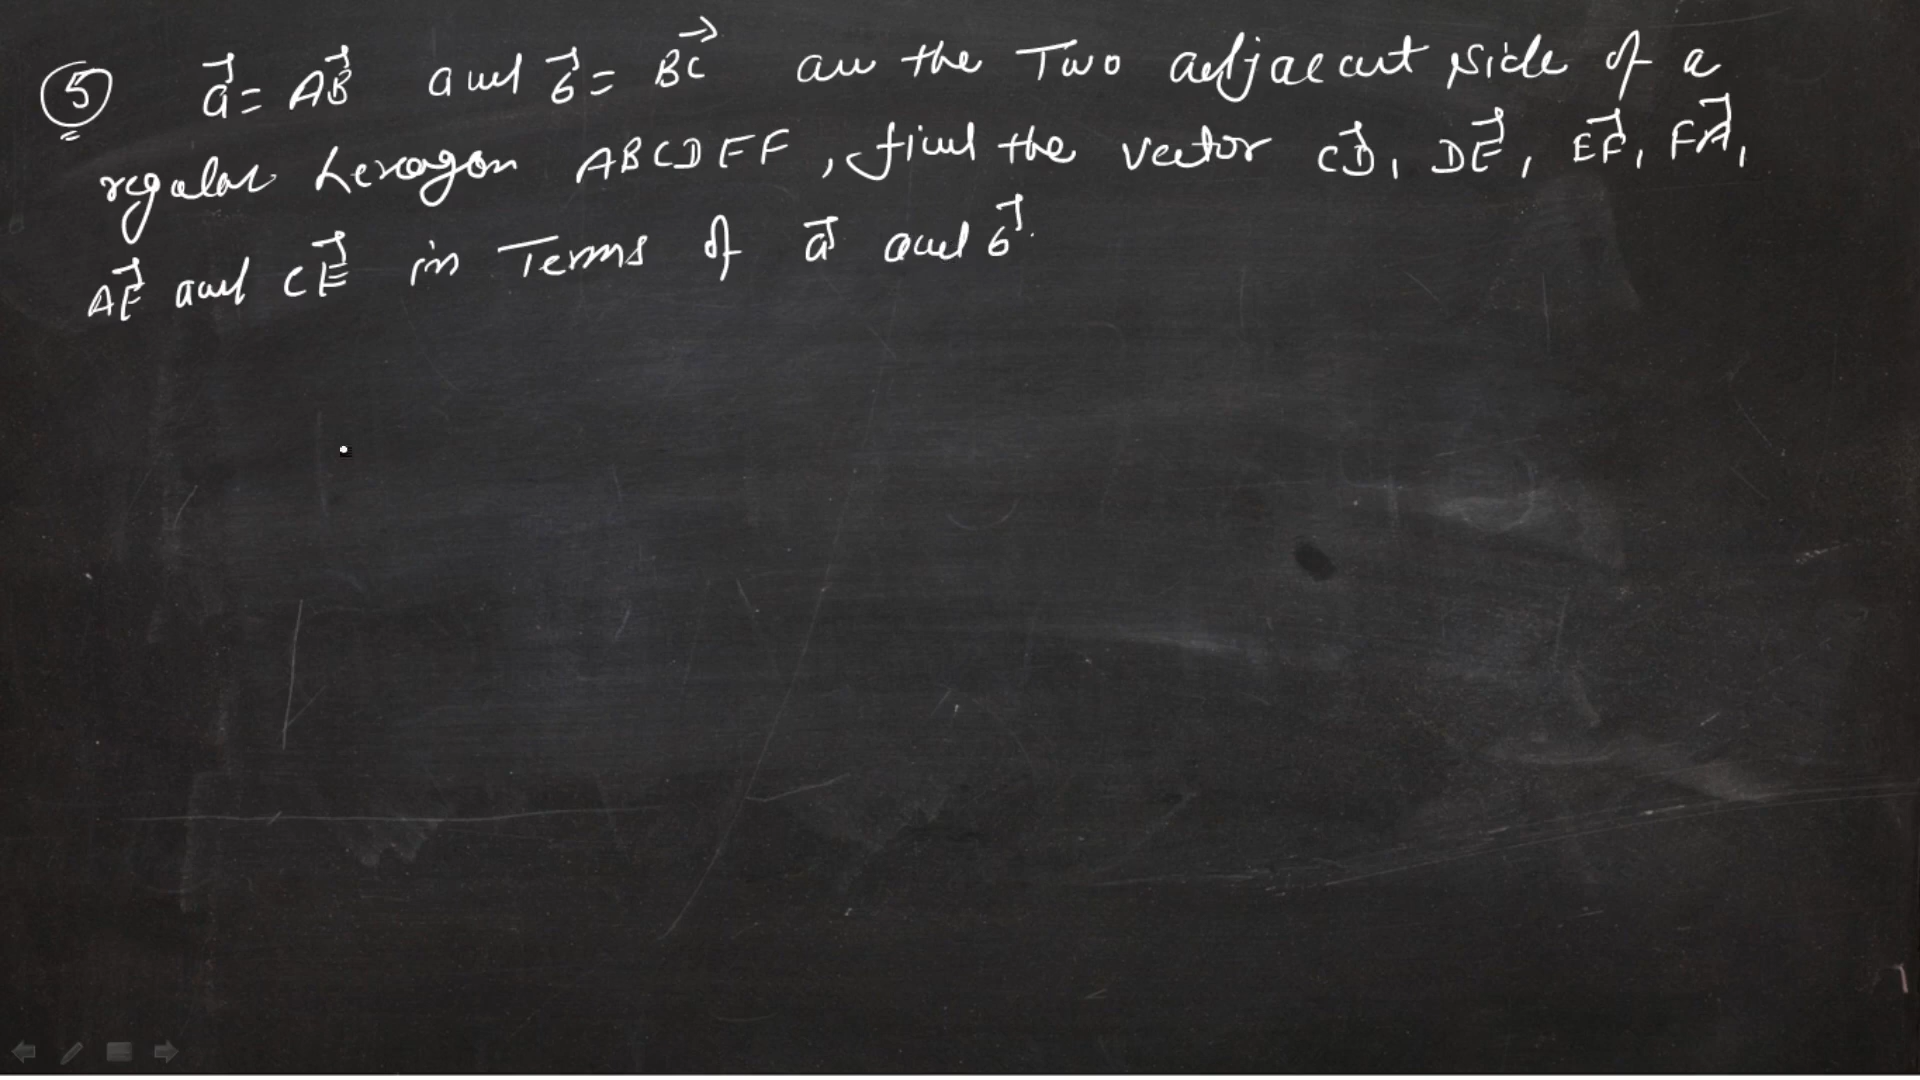 ⑤ a⃗ = AB⃗ and b⃗ = BC⃗ are the Two adjacent side of a
regular hexagon ABCDEF, find the vector CD⃗, DE⃗, EF⃗, FA⃗,
AE⃗ and CE⃗ in Terms of a⃗ and b⃗.